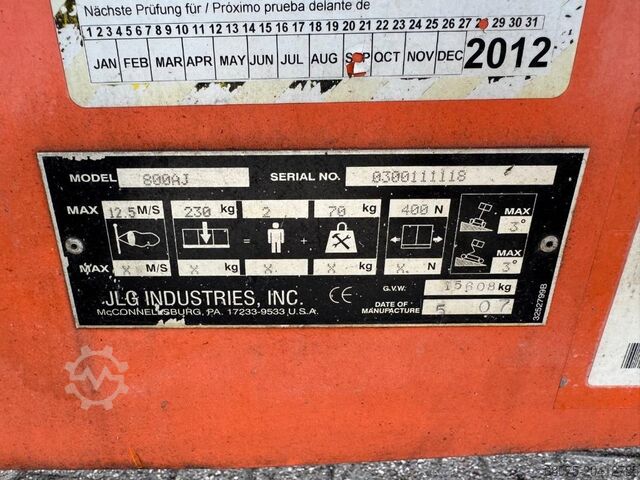 Nächste Prüfung für / Próximo prueba delante de
1 2 3 4 5 6 7 8 9 10 11 12 13 14 15 16 17 18 19 20 21 22 23 24 25 26 27 28 29 30 31
JAN FEB MAR APR MAY JUN JUL AUG SEP OCT NOV DEC 2012
MODEL 800AJ SERIAL NO. 0300111118
MAX 12.5 M/S 230 kg 2 70 kg 400 N MAX 3°
= +
MAX X M/S X kg X X kg X N MAX 3°
JLG INDUSTRIES, INC. CE G.V.W. 15608 kg
McCONNELLSBURG, PA. 17233-9533 U.S.A. DATE OF MANUFACTURE 5 07
3252799B